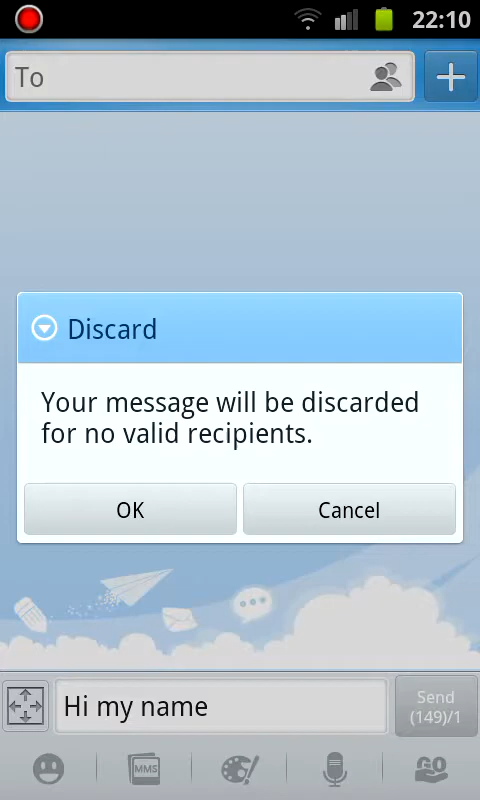 22:10
To
Discard
Your message will be discarded
for no valid recipients.
OK
Cancel
Hi my name
Send
(149)/1
MMS
GO